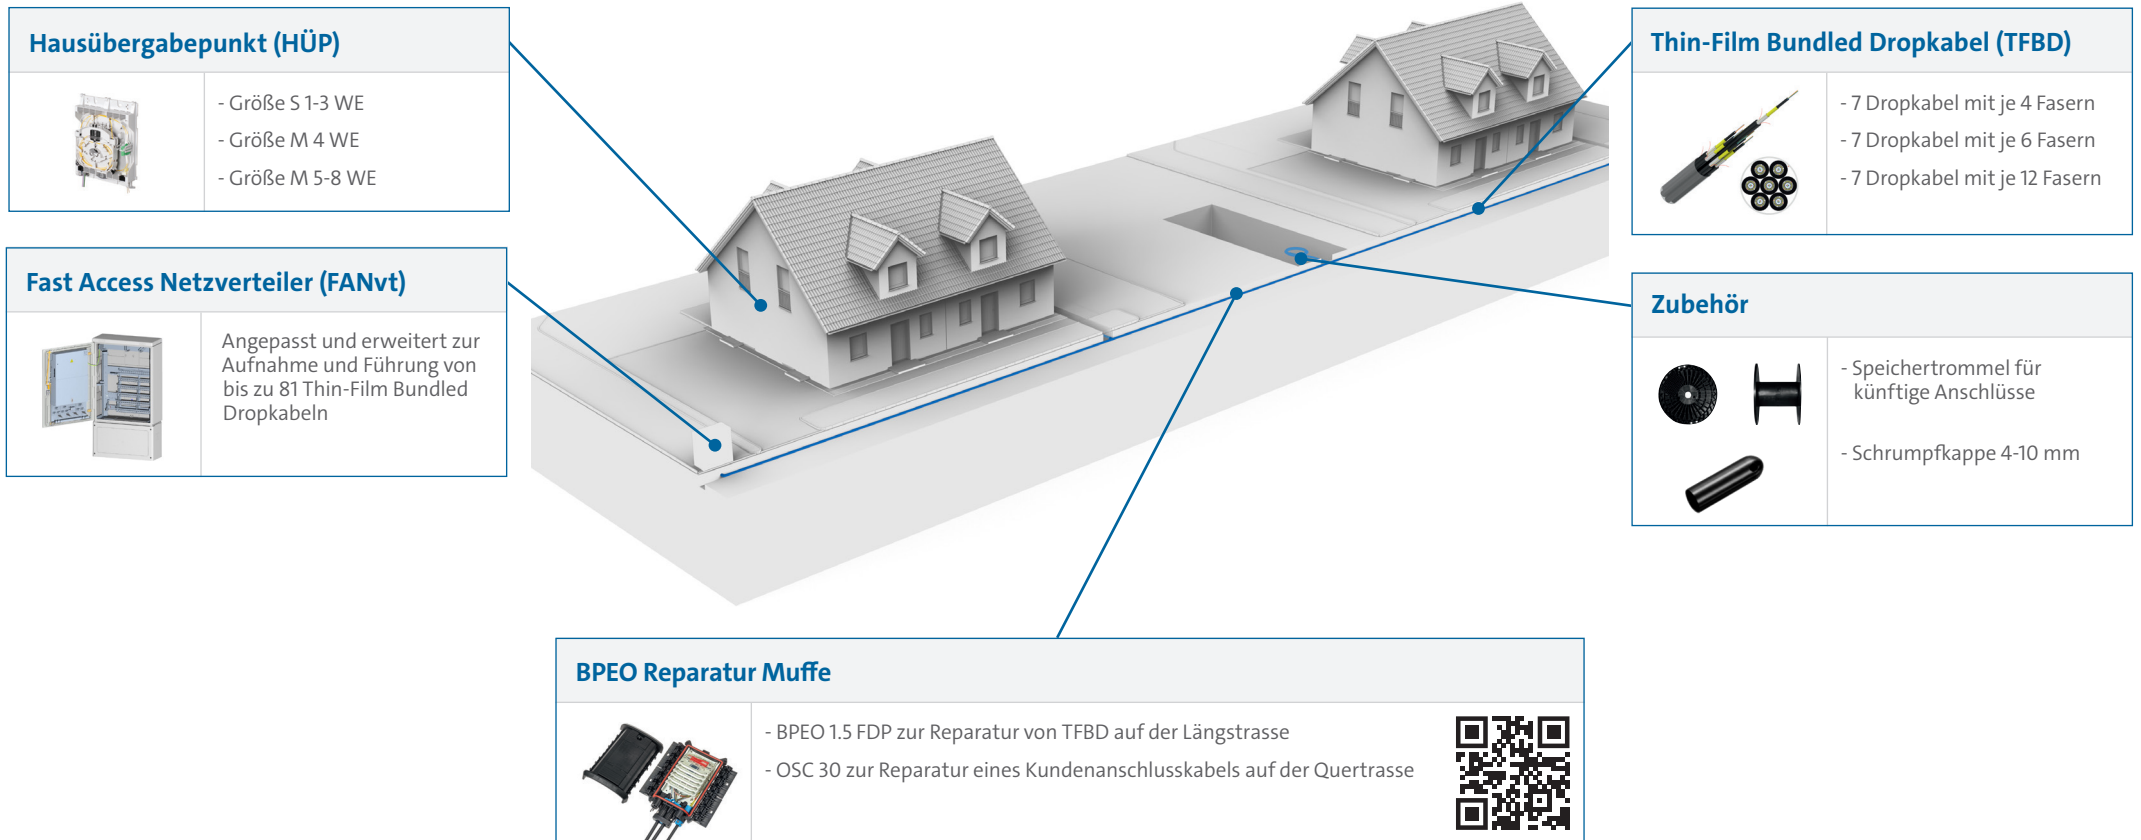 Hausübergabepunkt (HÜP)
- Größe S 1-3 WE
- Größe M 4 WE
- Größe M 5-8 WE
Fast Access Netzverteiler (FANvt)
Angepasst und erweitert zur
Aufnahme und Führung von
bis zu 81 Thin-Film Bundled
Dropkabeln
Thin-Film Bundled Dropkabel (TFBD)
- 7 Dropkabel mit je 4 Fasern
- 7 Dropkabel mit je 6 Fasern
- 7 Dropkabel mit je 12 Fasern
Zubehör
- Speichertrommel für
künftige Anschlüsse
- Schrumpfkappe 4-10 mm
BPEO Reparatur Muffe
- BPEO 1.5 FDP zur Reparatur von TFBD auf der Längstrasse
- OSC 30 zur Reparatur eines Kundenanschlusskabels auf der Quertrasse